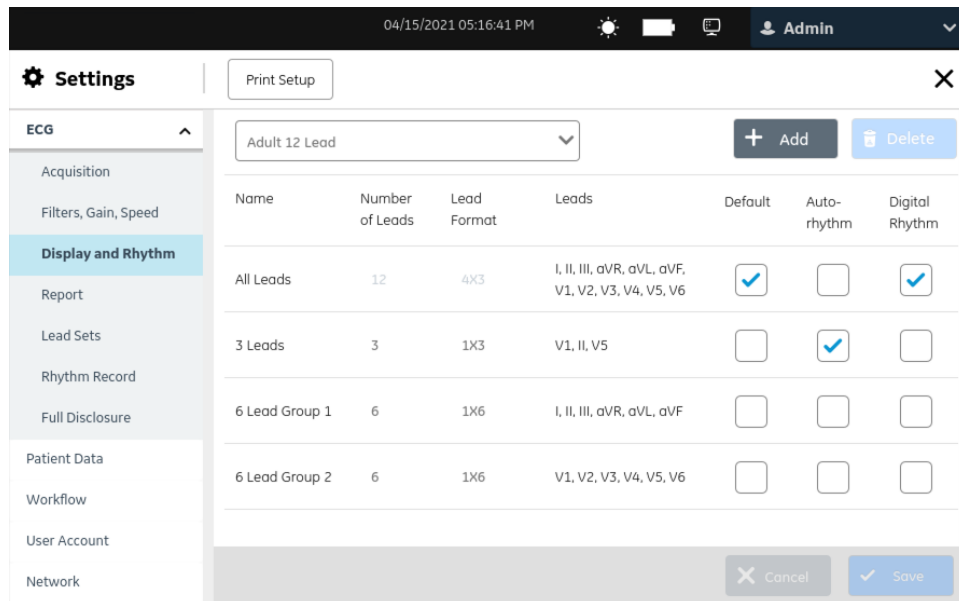 04/15/2021 05:16:41 PM
Admin
Settings
Print Setup
ECG
Acquisition
Filters, Gain, Speed
Display and Rhythm
Report
Lead Sets
Rhythm Record
Full Disclosure
Patient Data
Workflow
User Account
Network
Adult 12 Lead
Add
Delete
Name
Number
of Leads
Lead
Format
Leads
Default
Auto-
rhythm
Digital
Rhythm
All Leads
12
4X3
I, II, III, aVR, aVL, aVF,
V1, V2, V3, V4, V5, V6
3 Leads
3
1X3
V1, II, V5
6 Lead Group 1
6
1X6
I, II, III, aVR, aVL, aVF
6 Lead Group 2
6
1X6
V1, V2, V3, V4, V5, V6
Cancel
Save